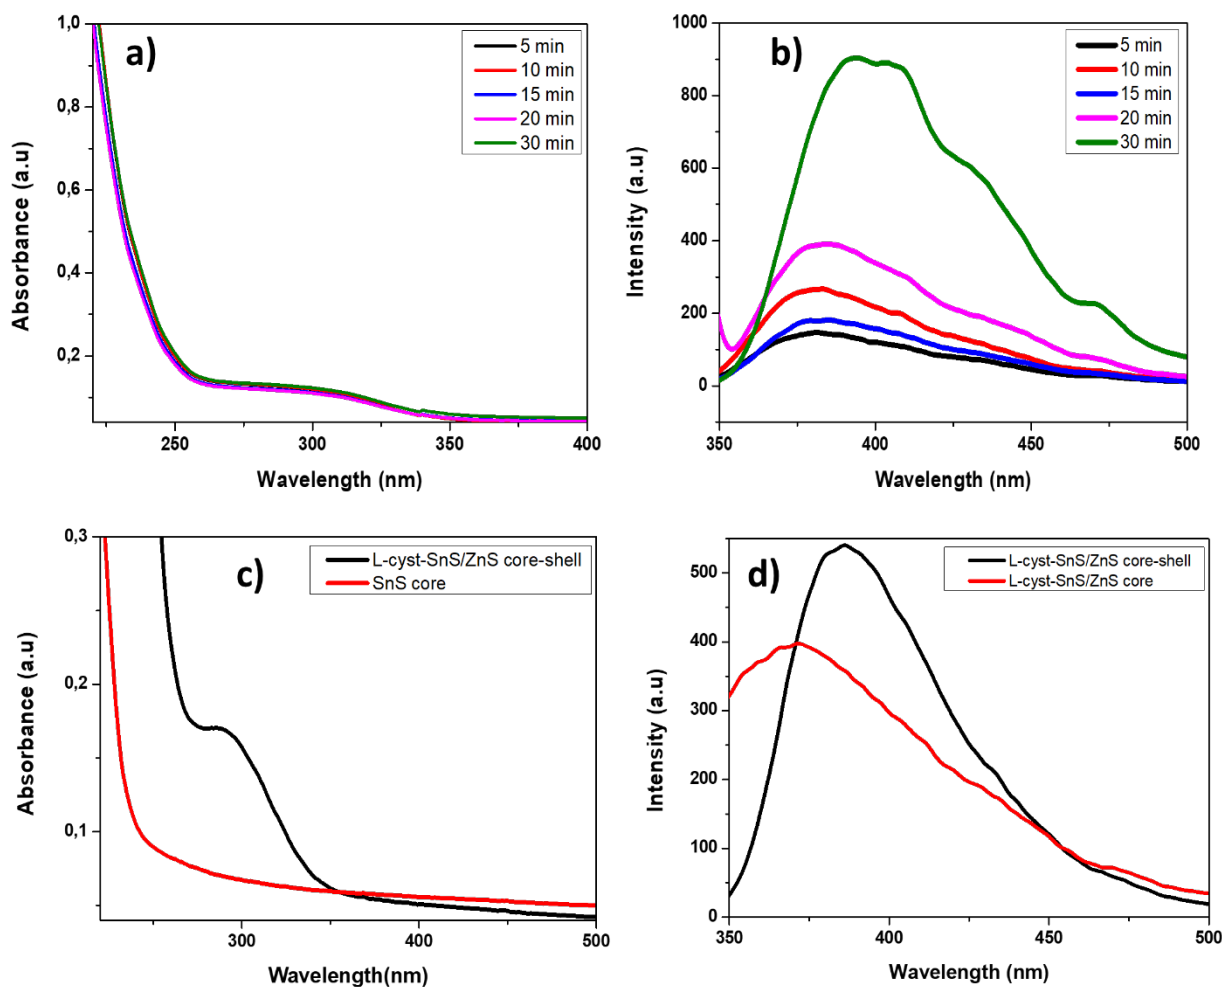 a)
1,0
0,8
0,6
0,4
0,2
Absorbance (a.u)
250
300
350
400
Wavelength (nm)
5 min
10 min
15 min
20 min
30 min
b)
1000
800
600
400
200
0
Intensity (a.u)
350
400
450
500
Wavelength (nm)
5 min
10 min
15 min
20 min
30 min
c)
0,3
0,2
0,1
Absorbance (a.u)
300
400
500
Wavelength(nm)
L-cyst-SnS/ZnS core-shell
SnS core
d)
500
400
300
200
100
0
Intensity (a.u)
350
400
450
500
Wavelength (nm)
L-cyst-SnS/ZnS core-shell
L-cyst-SnS/ZnS core